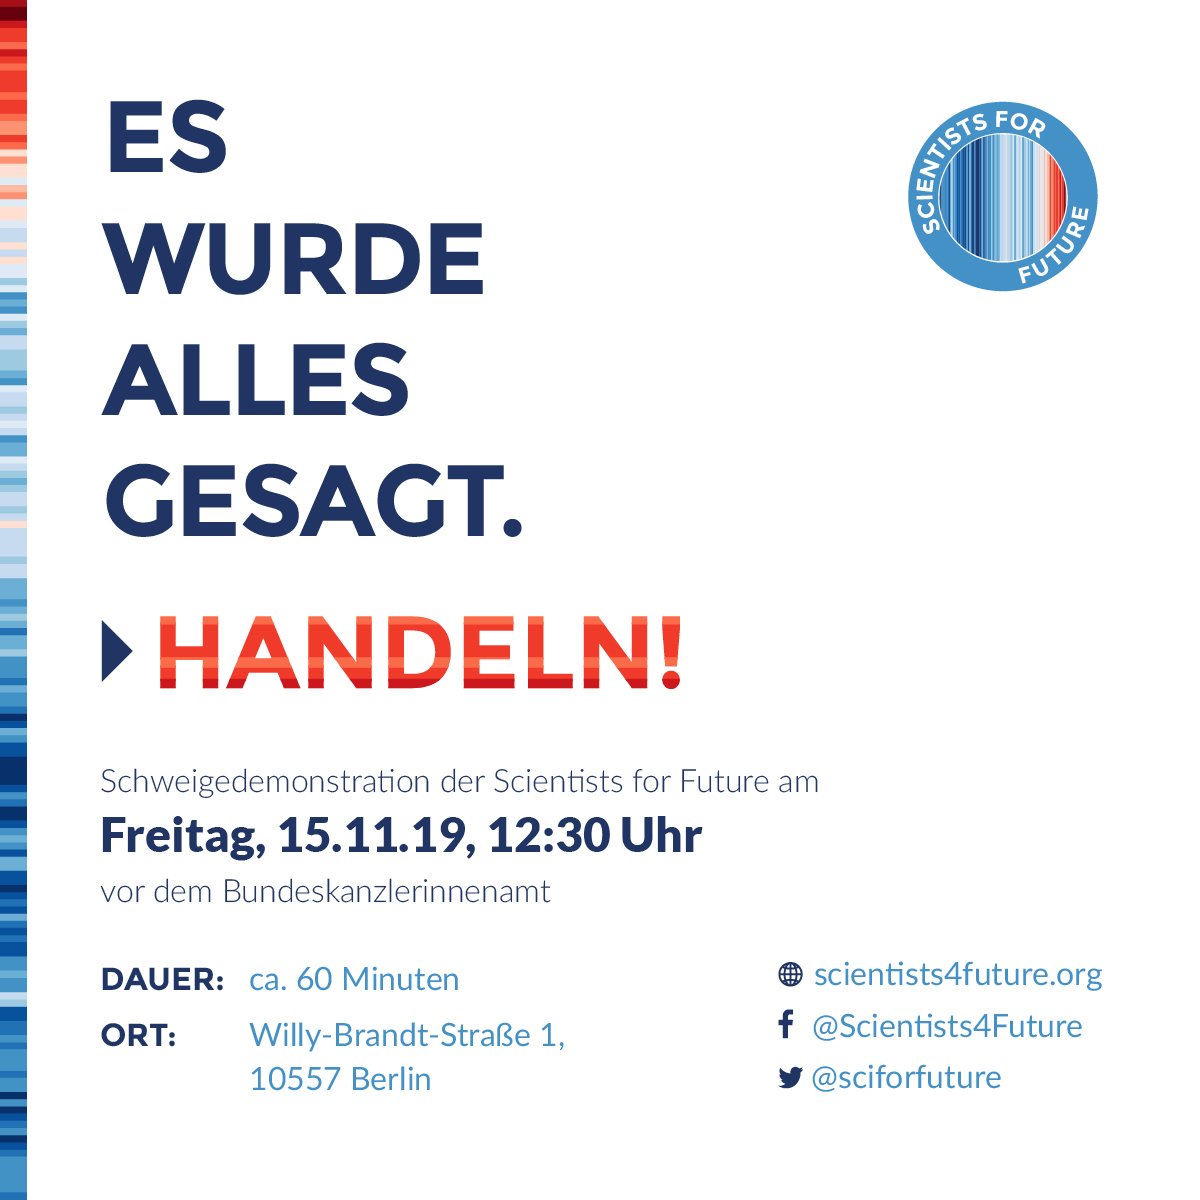 ES
WURDE
ALLES
GESAGT.
HANDELN!
SCIENTISTS FOR
FUTURE
Schweigedemonstration der Scientists for Future am
Freitag, 15.11.19, 12:30 Uhr
vor dem Bundeskanzlerinnenamt
DAUER: ca. 60 Minuten
ORT: Willy-Brandt-Straße 1,
10557 Berlin
scientists4future.org
@Scientists4Future
@sciforfuture